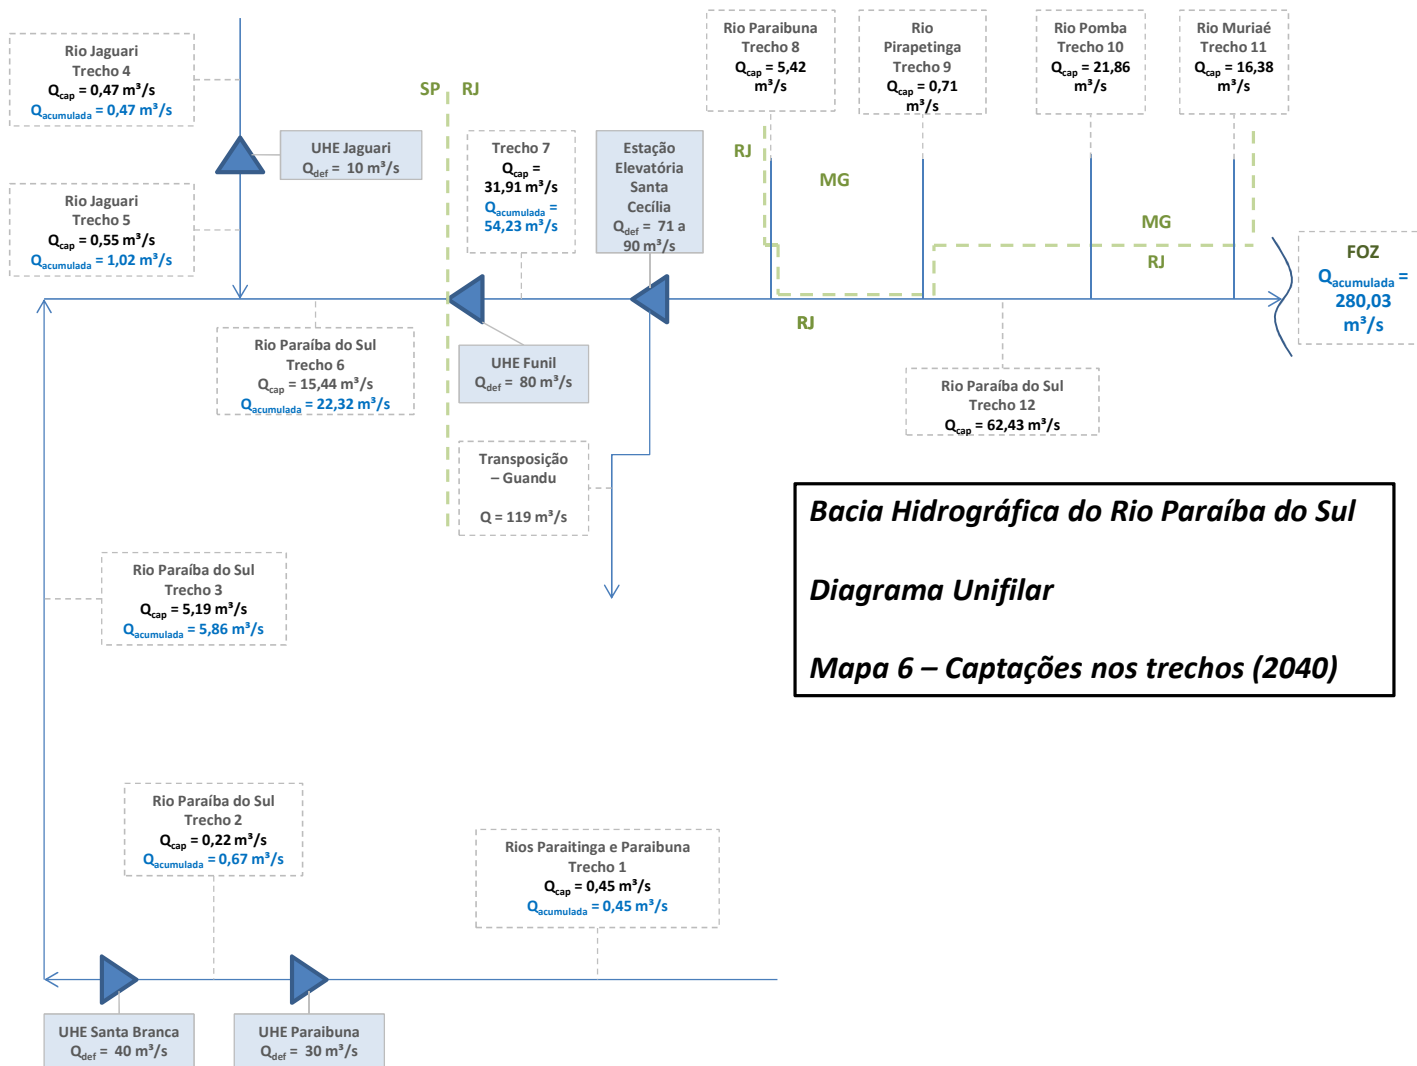 Rio Jaguari
Trecho 4
Qcap = 0,47 m³/s
Qacumulada = 0,47 m³/s
UHE Jaguari
Qdef = 10 m³/s
Rio Jaguari
Trecho 5
Qcap = 0,55 m³/s
Qacumulada = 1,02 m³/s
SP
RJ
Trecho 7
Qcap =
31,91 m³/s
Qacumulada =
54,23 m³/s
Estação
Elevatória
Santa
Cecília
Qdef = 71 a
90 m³/s
Rio Paraibuna
Trecho 8
Qcap = 5,42
m³/s
Rio
Pirapetinga
Trecho 9
Qcap = 0,71
m³/s
Rio Pomba
Trecho 10
Qcap = 21,86
m³/s
Rio Muriaé
Trecho 11
Qcap = 16,38
m³/s
RJ
MG
MG
RJ
RJ
FOZ
Qacumulada =
280,03
m³/s
Rio Paraíba do Sul
Trecho 6
Qcap = 15,44 m³/s
Qacumulada = 22,32 m³/s
UHE Funil
Qdef = 80 m³/s
Rio Paraíba do Sul
Trecho 12
Qcap = 62,43 m³/s
Transposição
– Guandu
Q = 119 m³/s
Bacia Hidrográfica do Rio Paraíba do Sul
Diagrama Unifilar
Mapa 6 – Captações nos trechos (2040)
Rio Paraíba do Sul
Trecho 3
Qcap = 5,19 m³/s
Qacumulada = 5,86 m³/s
Rio Paraíba do Sul
Trecho 2
Qcap = 0,22 m³/s
Qacumulada = 0,67 m³/s
Rios Paraitinga e Paraibuna
Trecho 1
Qcap = 0,45 m³/s
Qacumulada = 0,45 m³/s
UHE Santa Branca
Qdef = 40 m³/s
UHE Paraibuna
Qdef = 30 m³/s